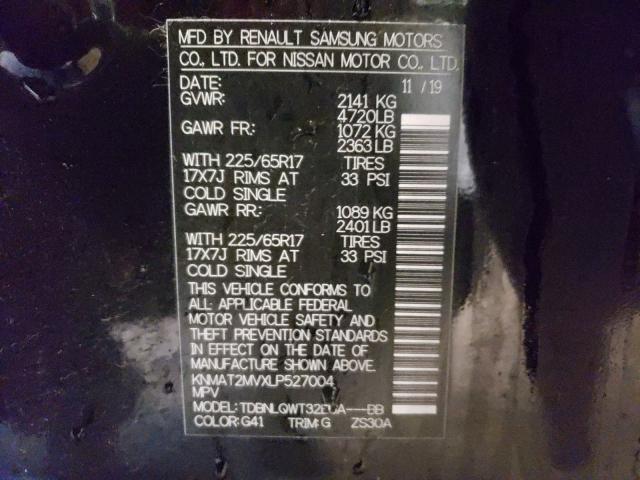 MFD BY RENAULT SAMSUNG MOTORS
CO., LTD. FOR NISSAN MOTOR CO., LTD.
DATE: 11 / 19
GVWR: 2141 KG
4720LB
GAWR FR: 1072 KG
2363 LB
WITH 225/65R17 TIRES
17X7J RIMS AT 33 PSI
COLD SINGLE
GAWR RR: 1089 KG
2401 LB
WITH 225/65R17 TIRES
17X7J RIMS AT 33 PSI
COLD SINGLE
THIS VEHICLE CONFORMS TO
ALL APPLICABLE FEDERAL
MOTOR VEHICLE SAFETY AND
THEFT PREVENTION STANDARDS
IN EFFECT ON THE DATE OF
MANUFACTURE SHOWN ABOVE.
KNMAT2MVXLP527004
MPV
MODEL:
COLOR: G41 TRIM: G ZS30A